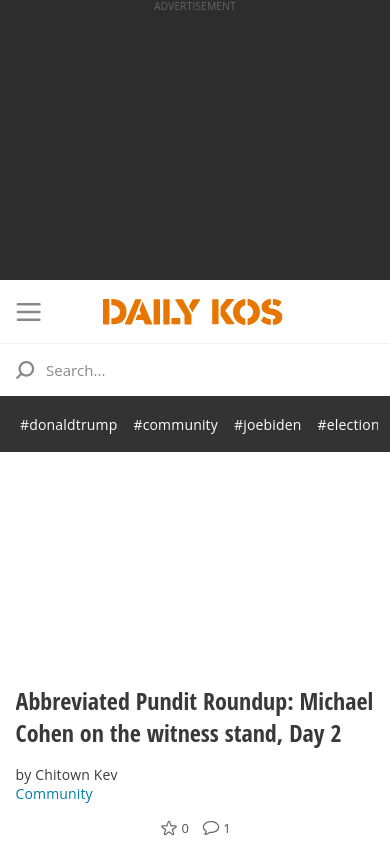 ADVERTISEMENT
DAILY KOS
Search...
#donaldtrump #community #joebiden #election
Abbreviated Pundit Roundup: Michael
Cohen on the witness stand, Day 2
by Chitown Kev
Community
0 1